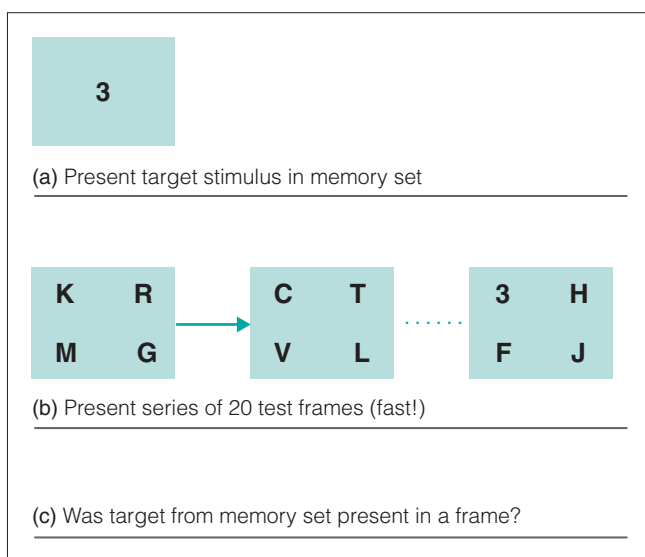 3
(a) Present target stimulus in memory set
K R C T 3 H
M G V L F J
(b) Present series of 20 test frames (fast!)
(c) Was target from memory set present in a frame?